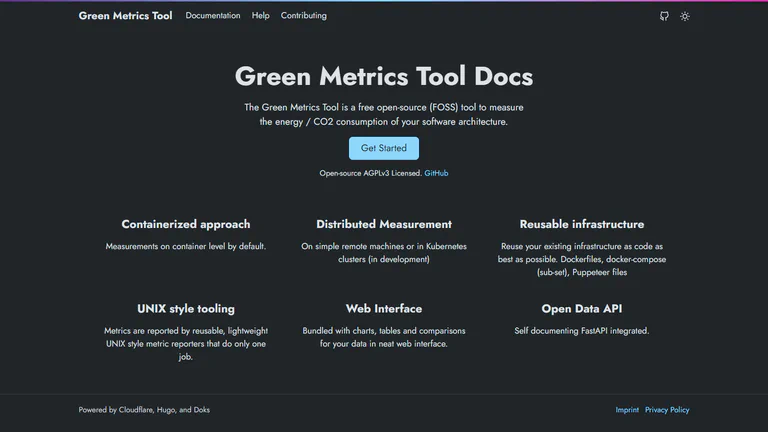 Green Metrics Tool Documentation Help Contributing
Green Metrics Tool Docs
The Green Metrics Tool is a free open-source (FOSS) tool to measure
the energy / CO2 consumption of your software architecture.
Get Started
Open-source AGPLv3 Licensed. GitHub
Containerized approach
Measurements on container level by default.
Distributed Measurement
On simple remote machines or in Kubernetes
clusters (in development)
Reusable infrastructure
Reuse your existing infrastructure as code as
best as possible. Dockerfiles, docker-compose
(sub-set), Puppeteer files
UNIX style tooling
Metrics are reported by reusable, lightweight
UNIX style metric reporters that do only one
job.
Web Interface
Bundled with charts, tables and comparisons
for your data in neat web interface.
Open Data API
Self documenting FastAPI integrated.
Powered by Cloudflare, Hugo, and Doks
Imprint Privacy Policy